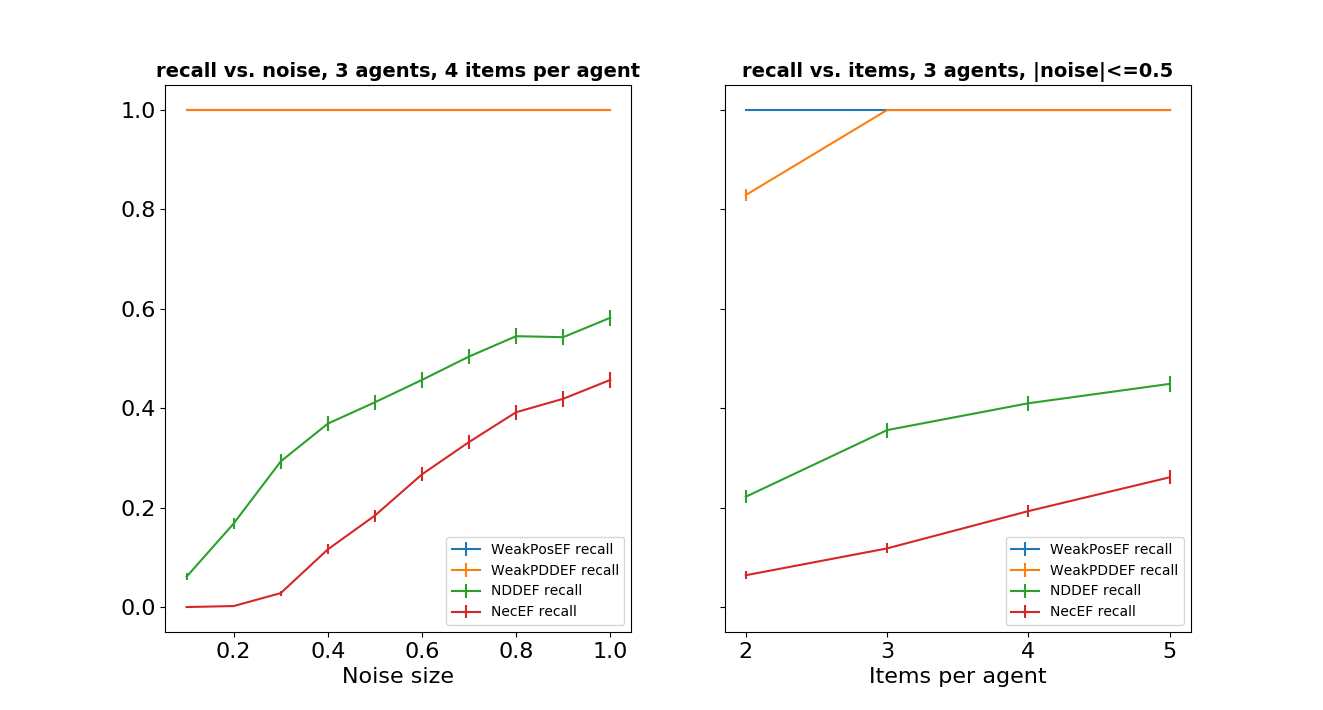 recall vs. noise, 3 agents, 4 items per agent
1.0
0.8
0.6
0.4
0.2
0.0
WeakPosEF recall
WeakPDDEF recall
NDDEF recall
NecEF recall
0.2 0.4 0.6 0.8 1.0
Noise size
recall vs. items, 3 agents, |noise|<=0.5
WeakPosEF recall
WeakPDDEF recall
NDDEF recall
NecEF recall
2 3 4 5
Items per agent